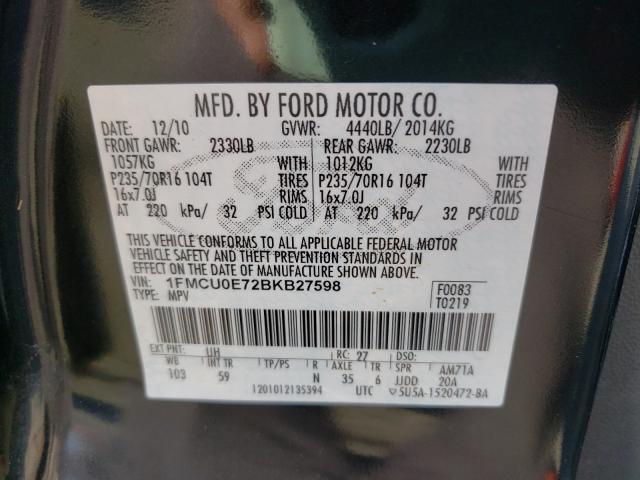 MFD. BY FORD MOTOR CO.
DATE: 12/10 GVWR: 4440LB/ 2014KG
FRONT GAWR: 2330LB REAR GAWR: 2230LB
1057KG WITH 1012KG WITH
P235/70R16 104T TIRES P235/70R16 104T TIRES
16x7.0J RIMS 16x7.0J RIMS
AT 220 kPa/ 32 PSI COLD AT 220 kPa/ 32 PSI COLD
THIS VEHICLE CONFORMS TO ALL APPLICABLE FEDERAL MOTOR
VEHICLE SAFETY AND THEFT PREVENTION STANDARDS IN
EFFECT ON THE DATE OF MANUFACTURE SHOWN ABOVE.
VIN: 1FMCU0E72BKB27598 F0083
TYPE: MPV T0219
EXT PNT: UH RC: 27 DSO:
WB INT TR TP/PS R AXLE TR SPR AM71A
103 59 N 35 6 JJDD 20A
1201012135394 UTC ▽5U5A-1520472-BA